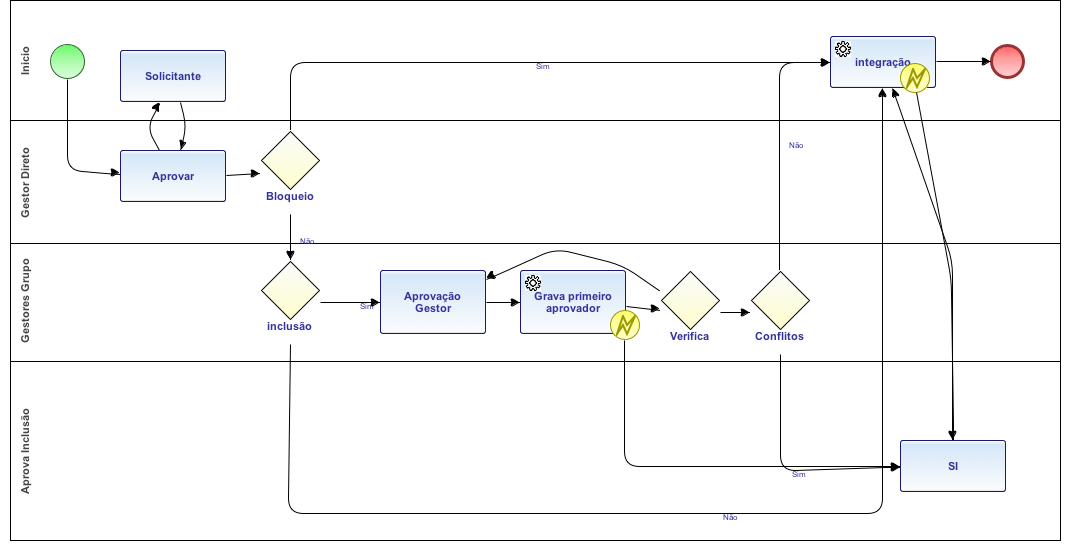 Inicio
Solicitante
Sim
integração
Gestor Direto
Aprovar
Bloqueio
Não
Não
Gestores Grupo
inclusão
Sim
Aprovação
Gestor
Grava primeiro
aprovador
Verifica
Conflitos
Aprova Inclusão
SI
Sim
Não